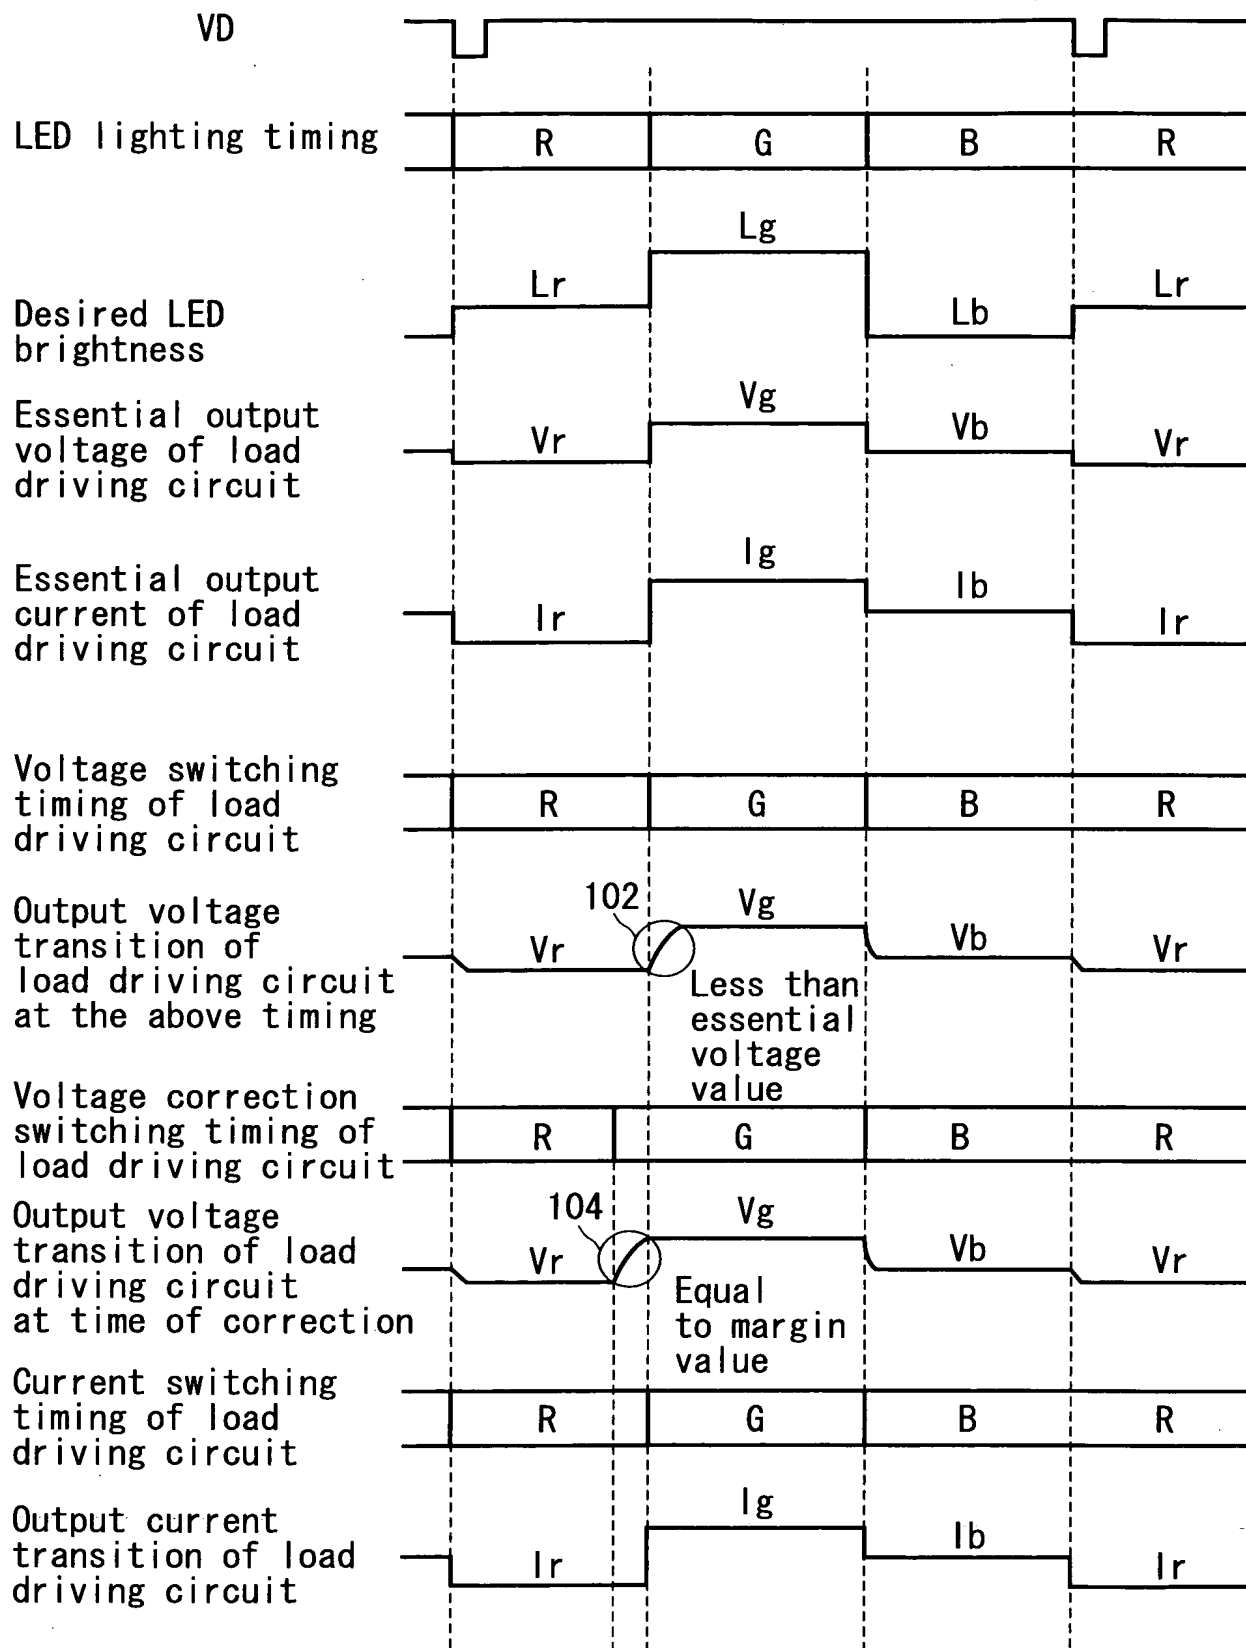 VD
LED lighting timing
R
G
B
R
Lg
Lr
Lb
Lr
Desired LED
brightness
Essential output
voltage of load
driving circuit
Vr
Vg
Vb
Vr
Essential output
current of load
driving circuit
Ir
Ig
Ib
Ir
Voltage switching
timing of load
driving circuit
R
G
B
R
Output voltage
transition of
load driving circuit
at the above timing
Vr
102
Vg
Vb
Vr
Less than
essential
voltage
value
Voltage correction
switching timing of
load driving circuit
R
G
B
R
Output voltage
transition of load
driving circuit
at time of correction
Vr
104
Vg
Vb
Vr
Equal
to margin
value
Current switching
timing of load
driving circuit
R
G
B
R
Output current
transition of load
driving circuit
Ir
Ig
Ib
Ir